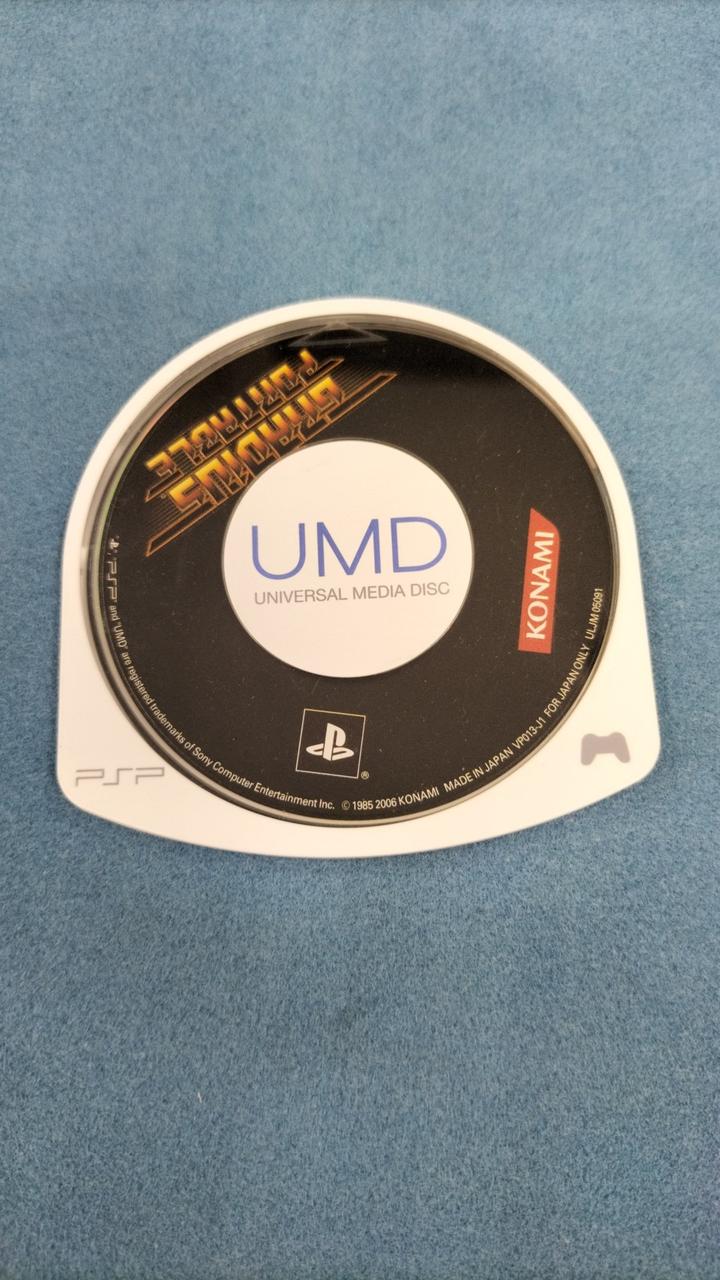 GRADIUS
PORTABLE
UMD
UNIVERSAL MEDIA DISC
KONAMI
"PSP" and "UMD" are registered trademarks of Sony Computer Entertainment Inc. © 1985 2006 KONAMI MADE IN JAPAN VP013-J1 FOR JAPAN ONLY ULJM 05091
®
PSP